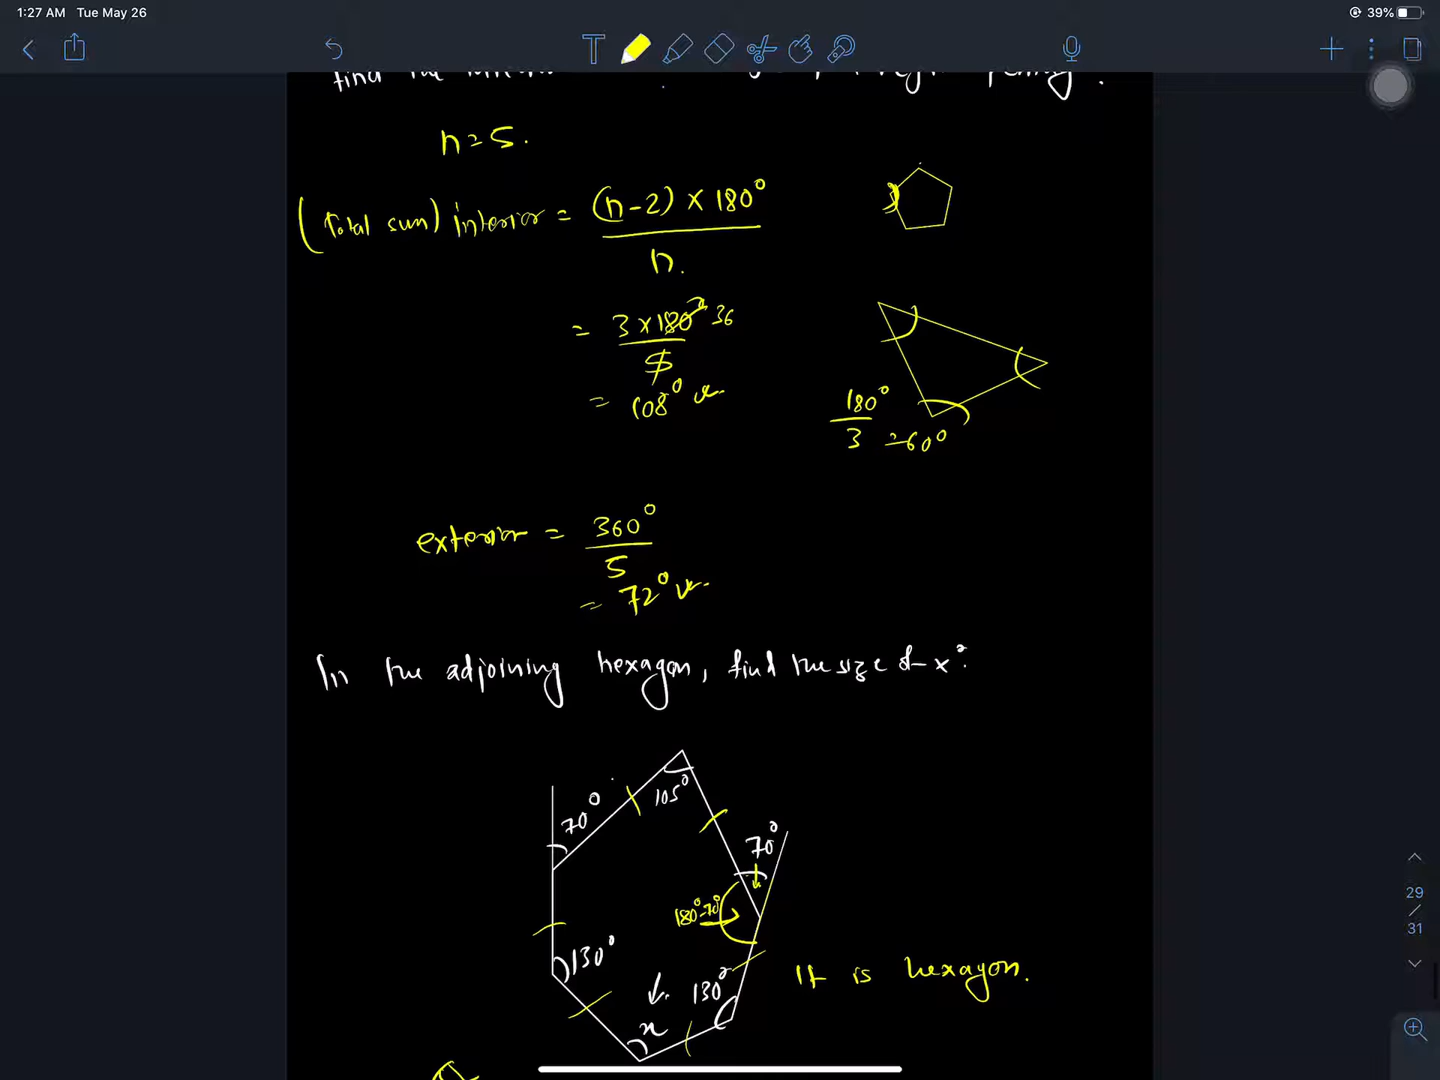 1:27 AM Tue May 26
39%
find the
n=5.
(Total sum) interior = (n-2) × 180°
n.
= 3×180° 36
5
= 108°
180°
3 =60°
exterior = 360°
5
= 72°
In the adjoining hexagon, find the size of x°.
70°
105°
70°
180°-70°
130°
130°
x
It is hexagon.
29
/
31